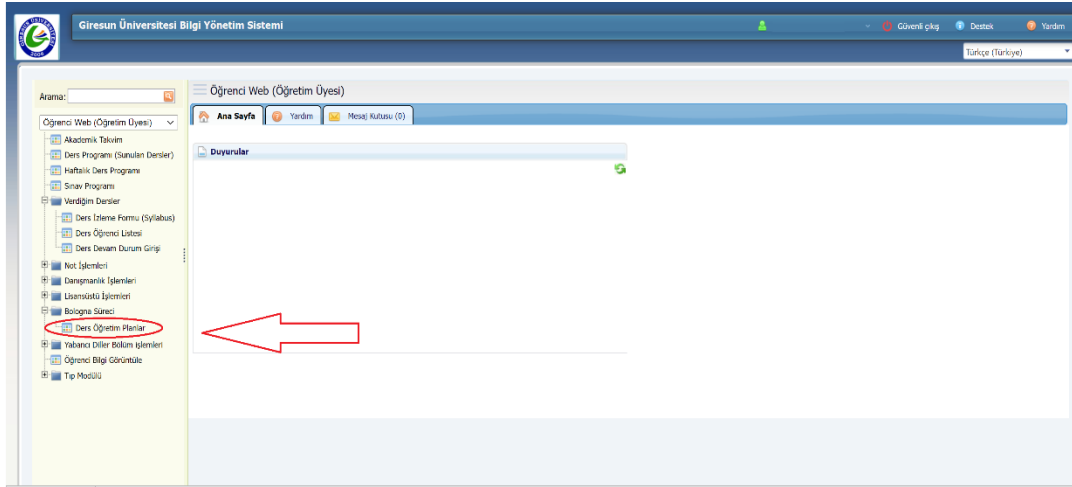 Giresun Üniversitesi Bilgi Yönetim Sistemi
Güvenli çıkış
Destek
Yardım
Türkçe (Türkiye)
Arama:
Öğrenci Web (Öğretim Üyesi)
Akademik Takvim
Ders Programı (Sunulan Dersler)
Haftalık Ders Programı
Sınav Programı
Verdiğim Dersler
Ders İzleme Formu (Syllabus)
Ders Öğrenci Listesi
Ders Devam Durum Girişi
Not İşlemleri
Danışmanlık İşlemleri
Lisansüstü İşlemleri
Bologna Süreci
Ders Öğretim Planlar
Yabancı Diller Bölüm İşlemleri
Öğrenci Bilgi Görüntüle
Tıp Modülü
Öğrenci Web (Öğretim Üyesi)
Ana Sayfa
Yardım
Mesaj Kutusu (0)
Duyurular